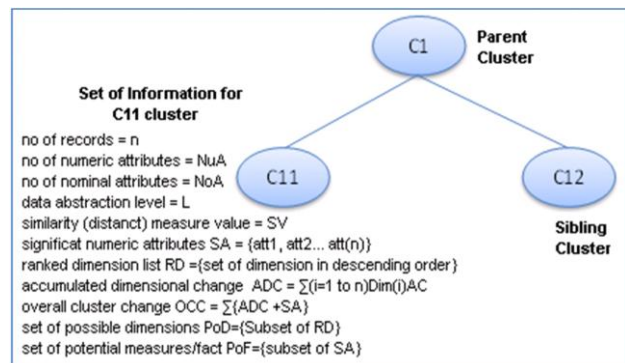 C1
Parent
Cluster
Set of Information for
C11 cluster
no of records = n
no of numeric attributes = NuA
no of nominal attributes = NoA
data abstraction level = L
similarity (distanct) measure value = SV
significat numeric attributes SA = {att1, att2... att(n)}
ranked dimension list RD ={set of dimension in descending order}
accumulated dimensional change  ADC = ∑(i=1 to n)Dim(i)AC
overall cluster change OCC = ∑{ADC +SA}
set of possible dimensions PoD={Subset of RD}
set of potential measures/fact PoF={subset of SA}
C11
C12
Sibling
Cluster